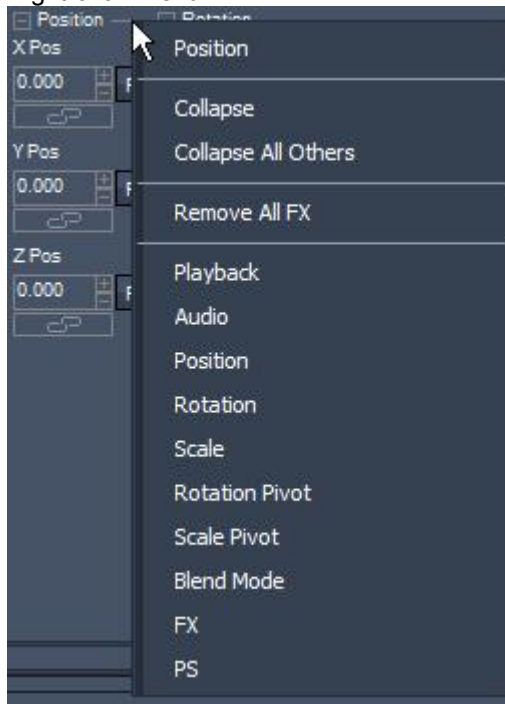 Position
Rotation
X Pos
0.000
Y Pos
0.000
Z Pos
0.000
Position
Collapse
Collapse All Others
Remove All FX
Playback
Audio
Position
Rotation
Scale
Rotation Pivot
Scale Pivot
Blend Mode
FX
PS